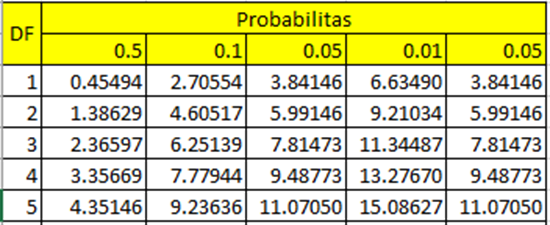 DF Probabilitas
0.5 0.1 0.05 0.01 0.05
1 0.45494 2.70554 3.84146 6.63490 3.84146
2 1.38629 4.60517 5.99146 9.21034 5.99146
3 2.36597 6.25139 7.81473 11.34487 7.81473
4 3.35669 7.77944 9.48773 13.27670 9.48773
5 4.35146 9.23636 11.07050 15.08627 11.07050